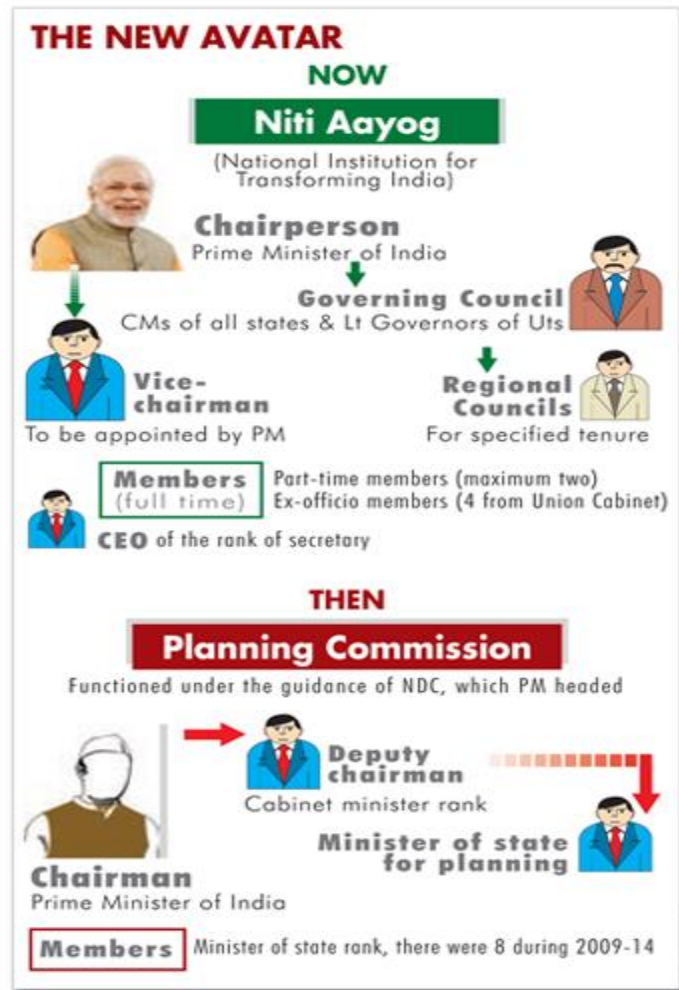 THE NEW AVATAR
NOW
Niti Aayog
(National Institution for
Transforming India)
Chairperson
Prime Minister of India
Governing Council
CMs of all states & Lt Governors of Uts
Vice-
chairman
To be appointed by PM
Regional
Councils
For specified tenure
Members
(full time)
Part-time members (maximum two)
Ex-officio members (4 from Union Cabinet)
CEO of the rank of secretary
THEN
Planning Commission
Functioned under the guidance of NDC, which PM headed
Deputy
chairman
Cabinet minister rank
Minister of state
for planning
Chairman
Prime Minister of India
Members
Minister of state rank, there were 8 during 2009-14